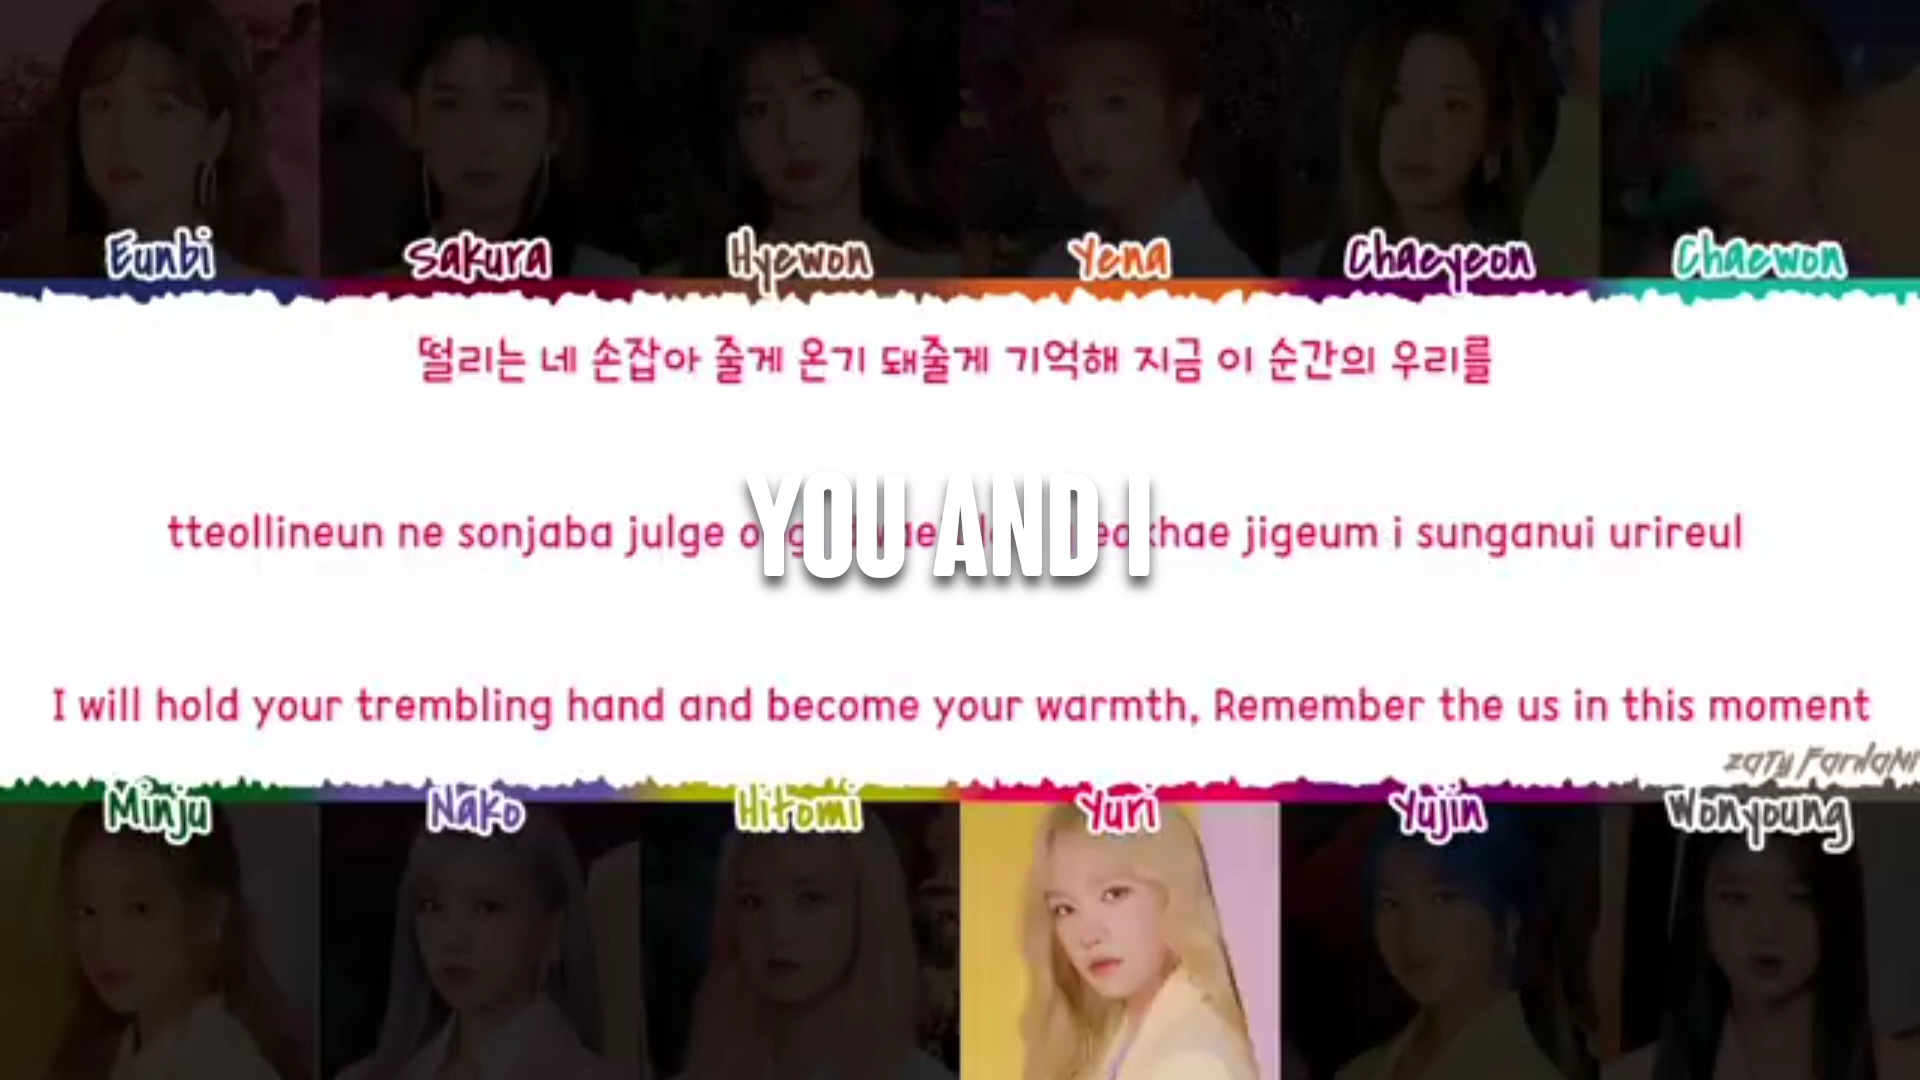 Eunbi Sakura Hyewon Yena Chaeyeon Chaewon
떨리는 네 손잡아 줄게 온기 돼줄게 기억해 지금 이 순간의 우리를
YOU AND I
tteollineun ne sonjaba julge jigeum i sunganui urireul
I will hold your trembling hand and become your warmth, Remember the us in this moment
Zaty Farhani
Minju Nako Hitomi Yuri Yujin Wonyoung